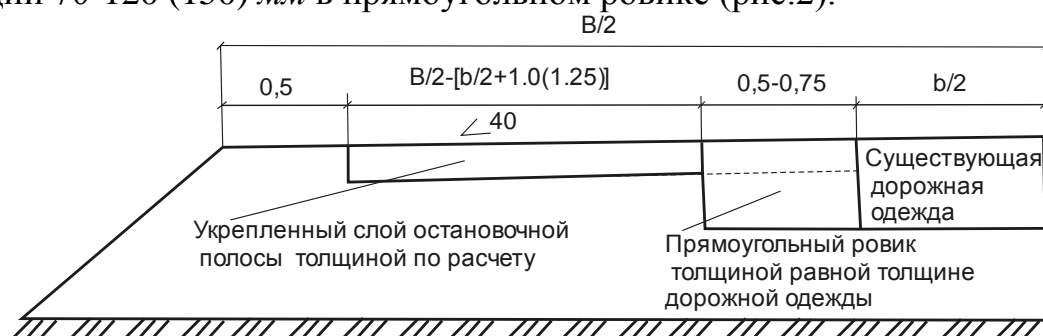 ции 70-120 (150) мм в прямоугольном ровике (рис.2).
B/2
0,5
B/2-[b/2+1.0(1.25)]
0,5-0,75
b/2
40
Существующая
дорожная
одежда
Укрепленный слой остановочной
полосы толщиной по расчету
Прямоугольный ровик
толщиной равной толщине
дорожной одежды